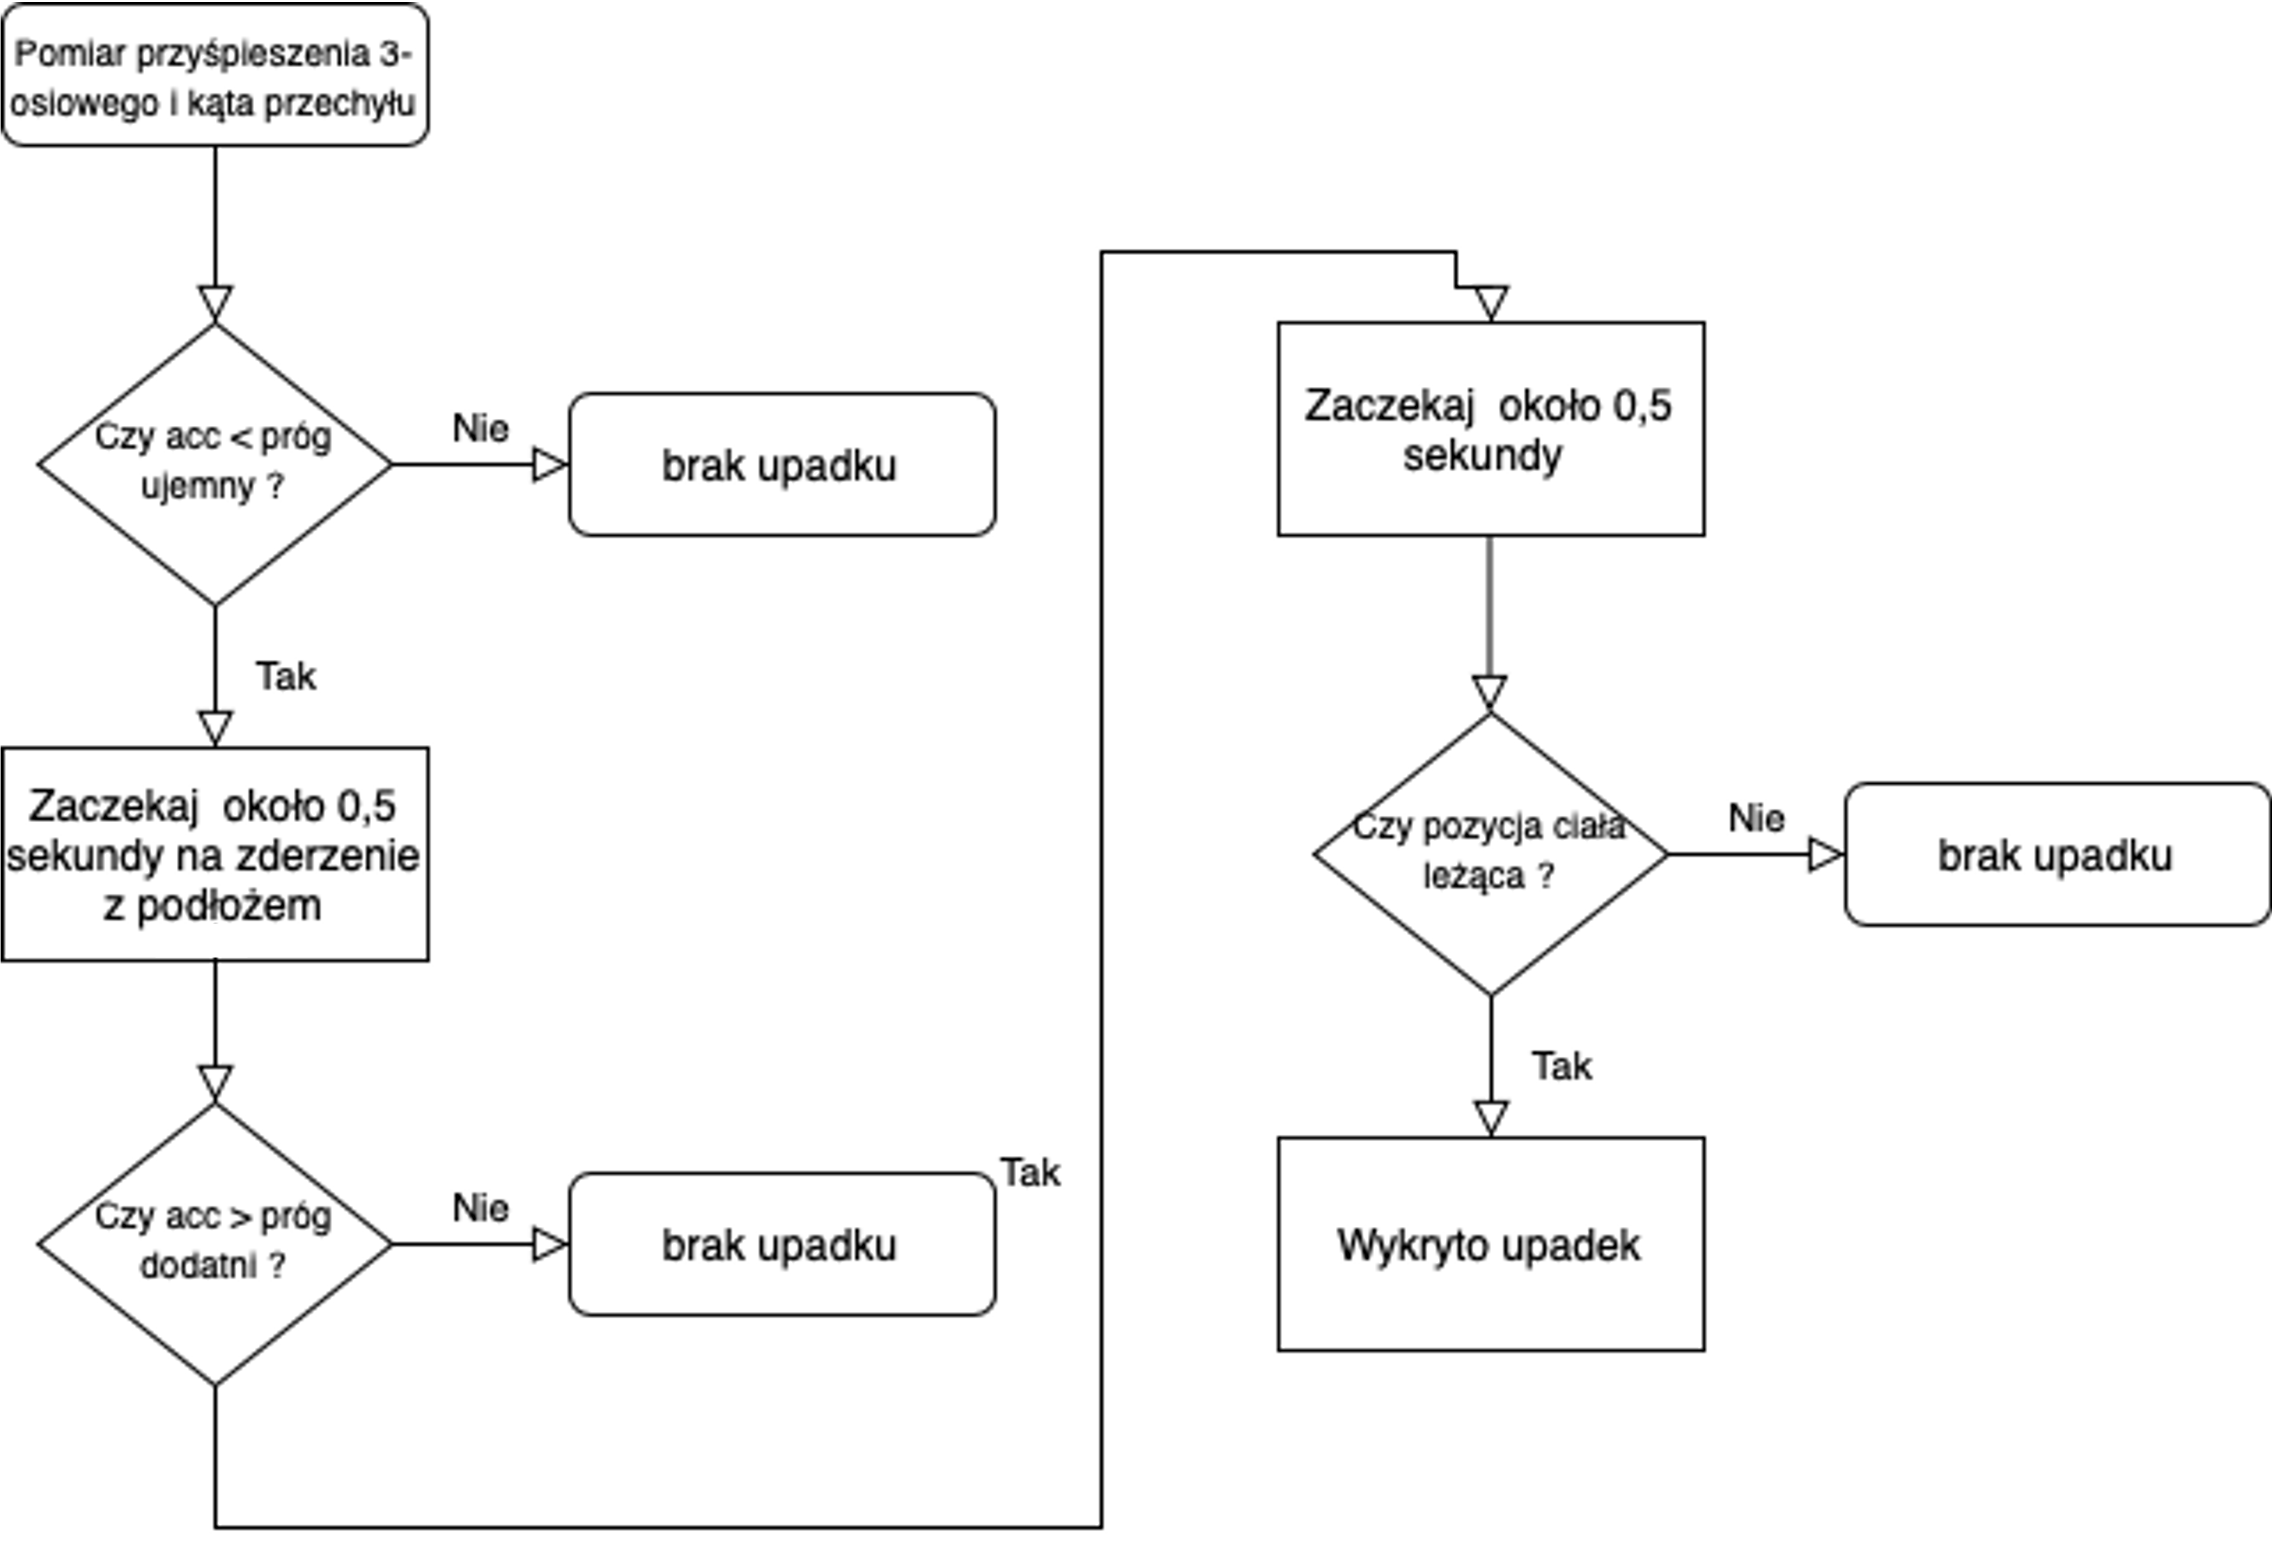 Pomiar przyśpieszenia 3-
osiowego i kąta przechyłu
Czy acc < próg
ujemny ?
Nie
brak upadku
Tak
Zaczekaj  około 0,5
sekundy na zderzenie
z podłożem
Czy acc > próg
dodatni ?
Nie
brak upadku
Tak
Zaczekaj  około 0,5
sekundy
Czy pozycja ciała
leżąca ?
Nie
brak upadku
Tak
Wykryto upadek